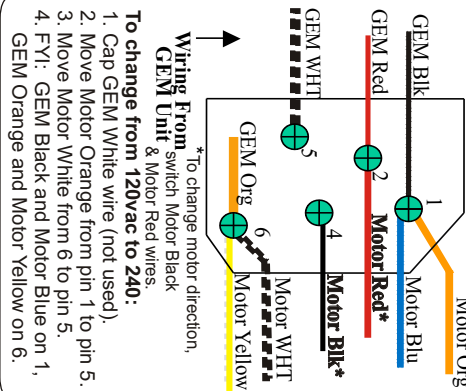 GEM Blk
GEM Red
GEM WHT
Wiring From
GEM Unit
1
2
5
4
6
GEM Org
Motor Org
Motor Blu
Motor Red*
Motor Blk*
Motor WHT
Motor Yellow
*To change motor direction,
switch Motor Black
& Motor Red wires.
To change from 120vac to 240:
1. Cap GEM White wire (not used).
2. Move Motor Orange from pin 1 to pin 5.
3. Move Motor White from 6 to pin 5.
4. FYI: GEM Black and Motor Blue on 1,
GEM Orange and Motor Yellow on 6.